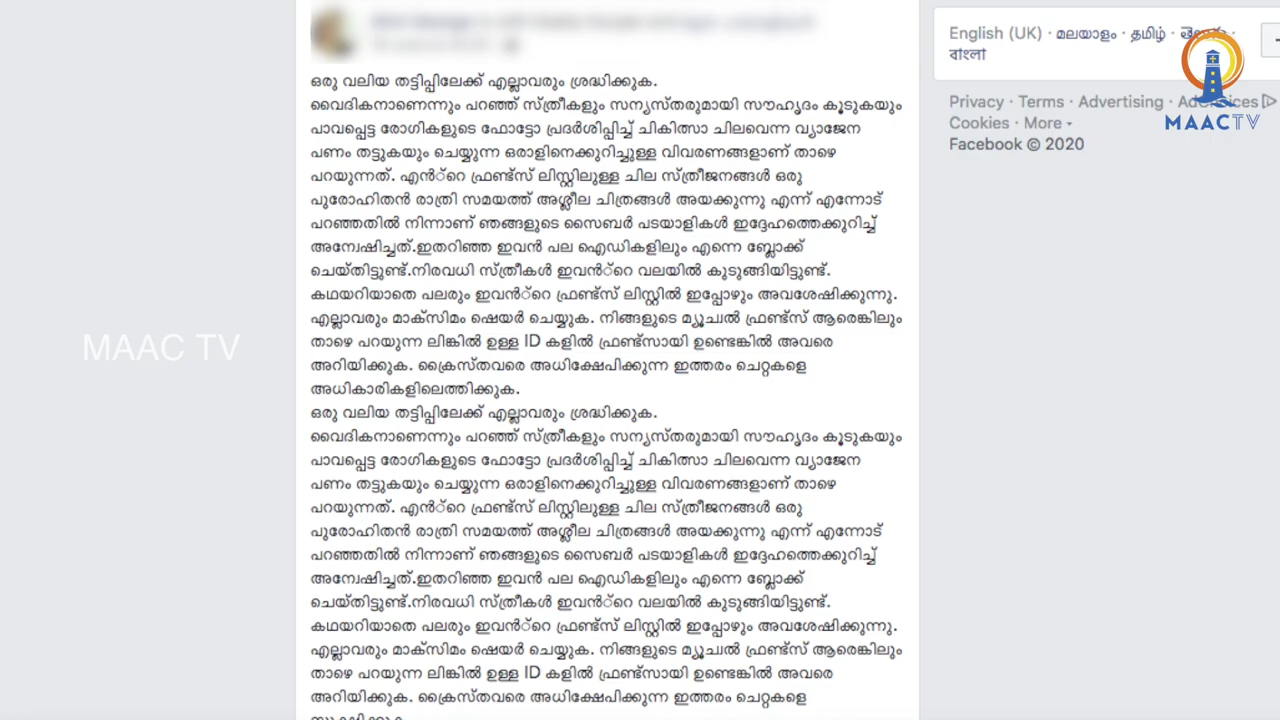 ഒരു വലിയ തട്ടിപ്പിലേക്ക് എല്ലാവരും ശ്രദ്ധിക്കുക.
വൈദികനാണെന്നും പറഞ്ഞ് സ്ത്രീകളും സന്യസ്തരുമായി സൗഹൃദം കൂടുകയും
പാവപ്പെട്ട രോഗികളുടെ ഫോട്ടോ പ്രദർശിപ്പിച്ച് ചികിത്സാ ചിലവെന്ന വ്യാജേന
പണം തട്ടുകയും ചെയ്യുന്ന ഒരാളിനെക്കുറിച്ചുള്ള വിവരണങ്ങളാണ് താഴെ
പറയുന്നത്. എൻ്റെ ഫ്രണ്ട്സ് ലിസ്റ്റിലുള്ള ചില സ്ത്രീജനങ്ങൾ ഒരു
പുരോഹിതൻ രാത്രി സമയത്ത് അശ്ലീല ചിത്രങ്ങൾ അയക്കുന്നു എന്ന് എന്നോട്
പറഞ്ഞതിൽ നിന്നാണ് ഞങ്ങളുടെ സൈബർ പടയാളികൾ ഇദ്ദേഹത്തെക്കുറിച്ച്
അന്വേഷിച്ചത്.ഇതറിഞ്ഞ ഇവൻ പല ഐഡികളിലും എന്നെ ബ്ലോക്ക്
ചെയ്തിട്ടുണ്ട്.നിരവധി സ്ത്രീകൾ ഇവൻ്റെ വലയിൽ കുടുങ്ങിയിട്ടുണ്ട്.
കഥയറിയാതെ പലരും ഇവൻ്റെ ഫ്രണ്ട്സ് ലിസ്റ്റിൽ ഇപ്പോഴും അവശേഷിക്കുന്നു.
എല്ലാവരും മാക്സിമം ഷെയർ ചെയ്യുക. നിങ്ങളുടെ മ്യൂച്വൽ ഫ്രണ്ട്സ് ആരെങ്കിലും
താഴെ പറയുന്ന ലിങ്കിൽ ഉള്ള ID കളിൽ ഫ്രണ്ട്സായി ഉണ്ടെങ്കിൽ അവരെ
അറിയിക്കുക. ക്രൈസ്തവരെ അധിക്ഷേപിക്കുന്ന ഇത്തരം ചെറ്റകളെ
അധികാരികളിലെത്തിക്കുക.
ഒരു വലിയ തട്ടിപ്പിലേക്ക് എല്ലാവരും ശ്രദ്ധിക്കുക.
വൈദികനാണെന്നും പറഞ്ഞ് സ്ത്രീകളും സന്യസ്തരുമായി സൗഹൃദം കൂടുകയും
പാവപ്പെട്ട രോഗികളുടെ ഫോട്ടോ പ്രദർശിപ്പിച്ച് ചികിത്സാ ചിലവെന്ന വ്യാജേന
പണം തട്ടുകയും ചെയ്യുന്ന ഒരാളിനെക്കുറിച്ചുള്ള വിവരണങ്ങളാണ് താഴെ
പറയുന്നത്. എൻ്റെ ഫ്രണ്ട്സ് ലിസ്റ്റിലുള്ള ചില സ്ത്രീജനങ്ങൾ ഒരു
പുരോഹിതൻ രാത്രി സമയത്ത് അശ്ലീല ചിത്രങ്ങൾ അയക്കുന്നു എന്ന് എന്നോട്
പറഞ്ഞതിൽ നിന്നാണ് ഞങ്ങളുടെ സൈബർ പടയാളികൾ ഇദ്ദേഹത്തെക്കുറിച്ച്
അന്വേഷിച്ചത്.ഇതറിഞ്ഞ ഇവൻ പല ഐഡികളിലും എന്നെ ബ്ലോക്ക്
ചെയ്തിട്ടുണ്ട്.നിരവധി സ്ത്രീകൾ ഇവൻ്റെ വലയിൽ കുടുങ്ങിയിട്ടുണ്ട്.
കഥയറിയാതെ പലരും ഇവൻ്റെ ഫ്രണ്ട്സ് ലിസ്റ്റിൽ ഇപ്പോഴും അവശേഷിക്കുന്നു.
എല്ലാവരും മാക്സിമം ഷെയർ ചെയ്യുക. നിങ്ങളുടെ മ്യൂച്വൽ ഫ്രണ്ട്സ് ആരെങ്കിലും
താഴെ പറയുന്ന ലിങ്കിൽ ഉള്ള ID കളിൽ ഫ്രണ്ട്സായി ഉണ്ടെങ്കിൽ അവരെ
അറിയിക്കുക. ക്രൈസ്തവരെ അധിക്ഷേപിക്കുന്ന ഇത്തരം ചെറ്റകളെ
English (UK) · മലയാളം · தமிழ் ·
বাংলা
Privacy · Terms · Advertising ·
Cookies · More
Facebook © 2020
MAACTV
MAAC TV